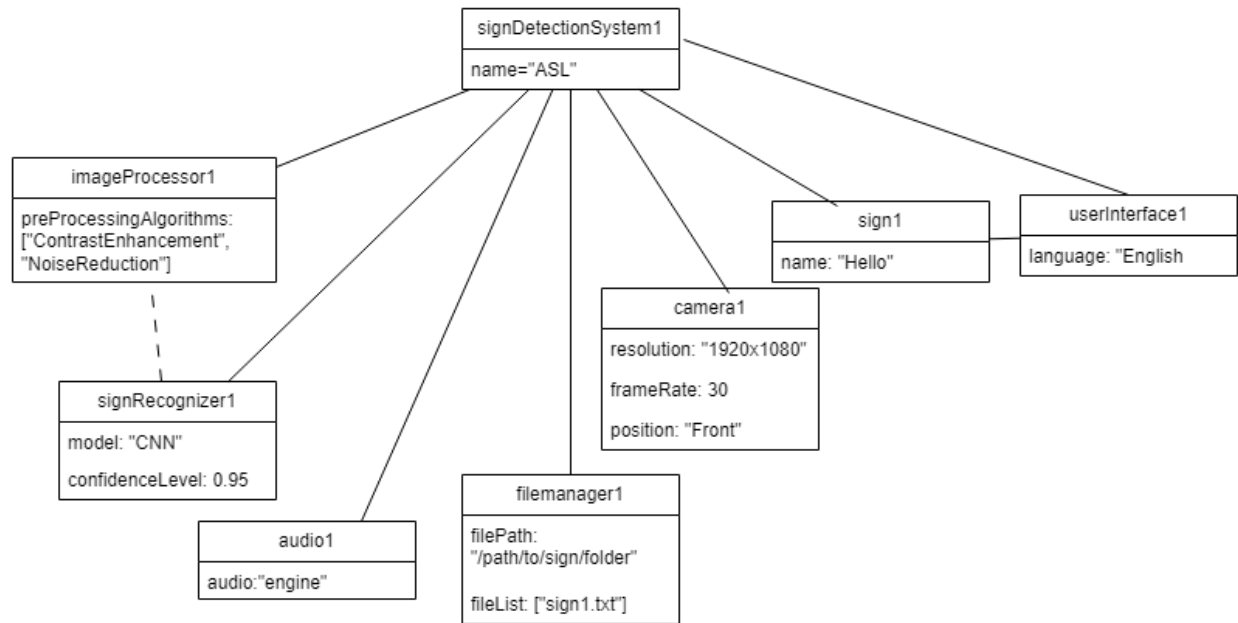 signDetectionSystem1
name="ASL"
imageProcessor1
preProcessingAlgorithms:
["ContrastEnhancement",
"NoiseReduction"]
sign1
name: "Hello"
userInterface1
language: "English
camera1
resolution: "1920x1080"
frameRate: 30
position: "Front"
signRecognizer1
model: "CNN"
confidenceLevel: 0.95
filemanager1
filePath:
"/path/to/sign/folder"
fileList: ["sign1.txt"]
audio1
audio:"engine"